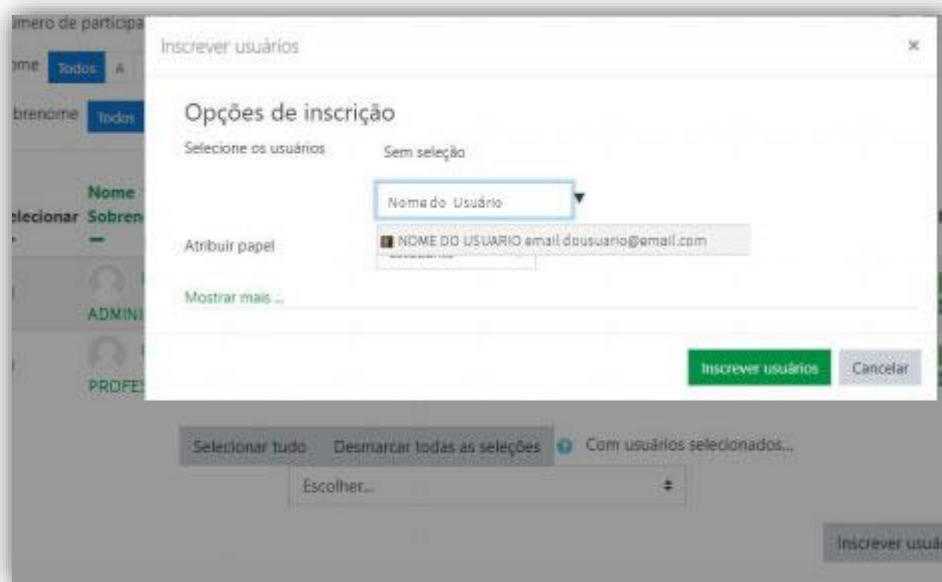 úmero de participa
Inscrever usuários ×
ome Todos A
brenome Todos
Opções de inscrição
Selecione os usuários Sem seleção
Nome do Usuário ▼
NOME DO USUARIO email.dousuario@email.com
Atribuir papel
Mostrar mais ...
Nome
elecionar Sobren
ADMINI
PROFES
Inscrever usuários Cancelar
Selecionar tudo Desmarcar todas as seleções Com usuários selecionados...
Escolher...
Inscrever usuár